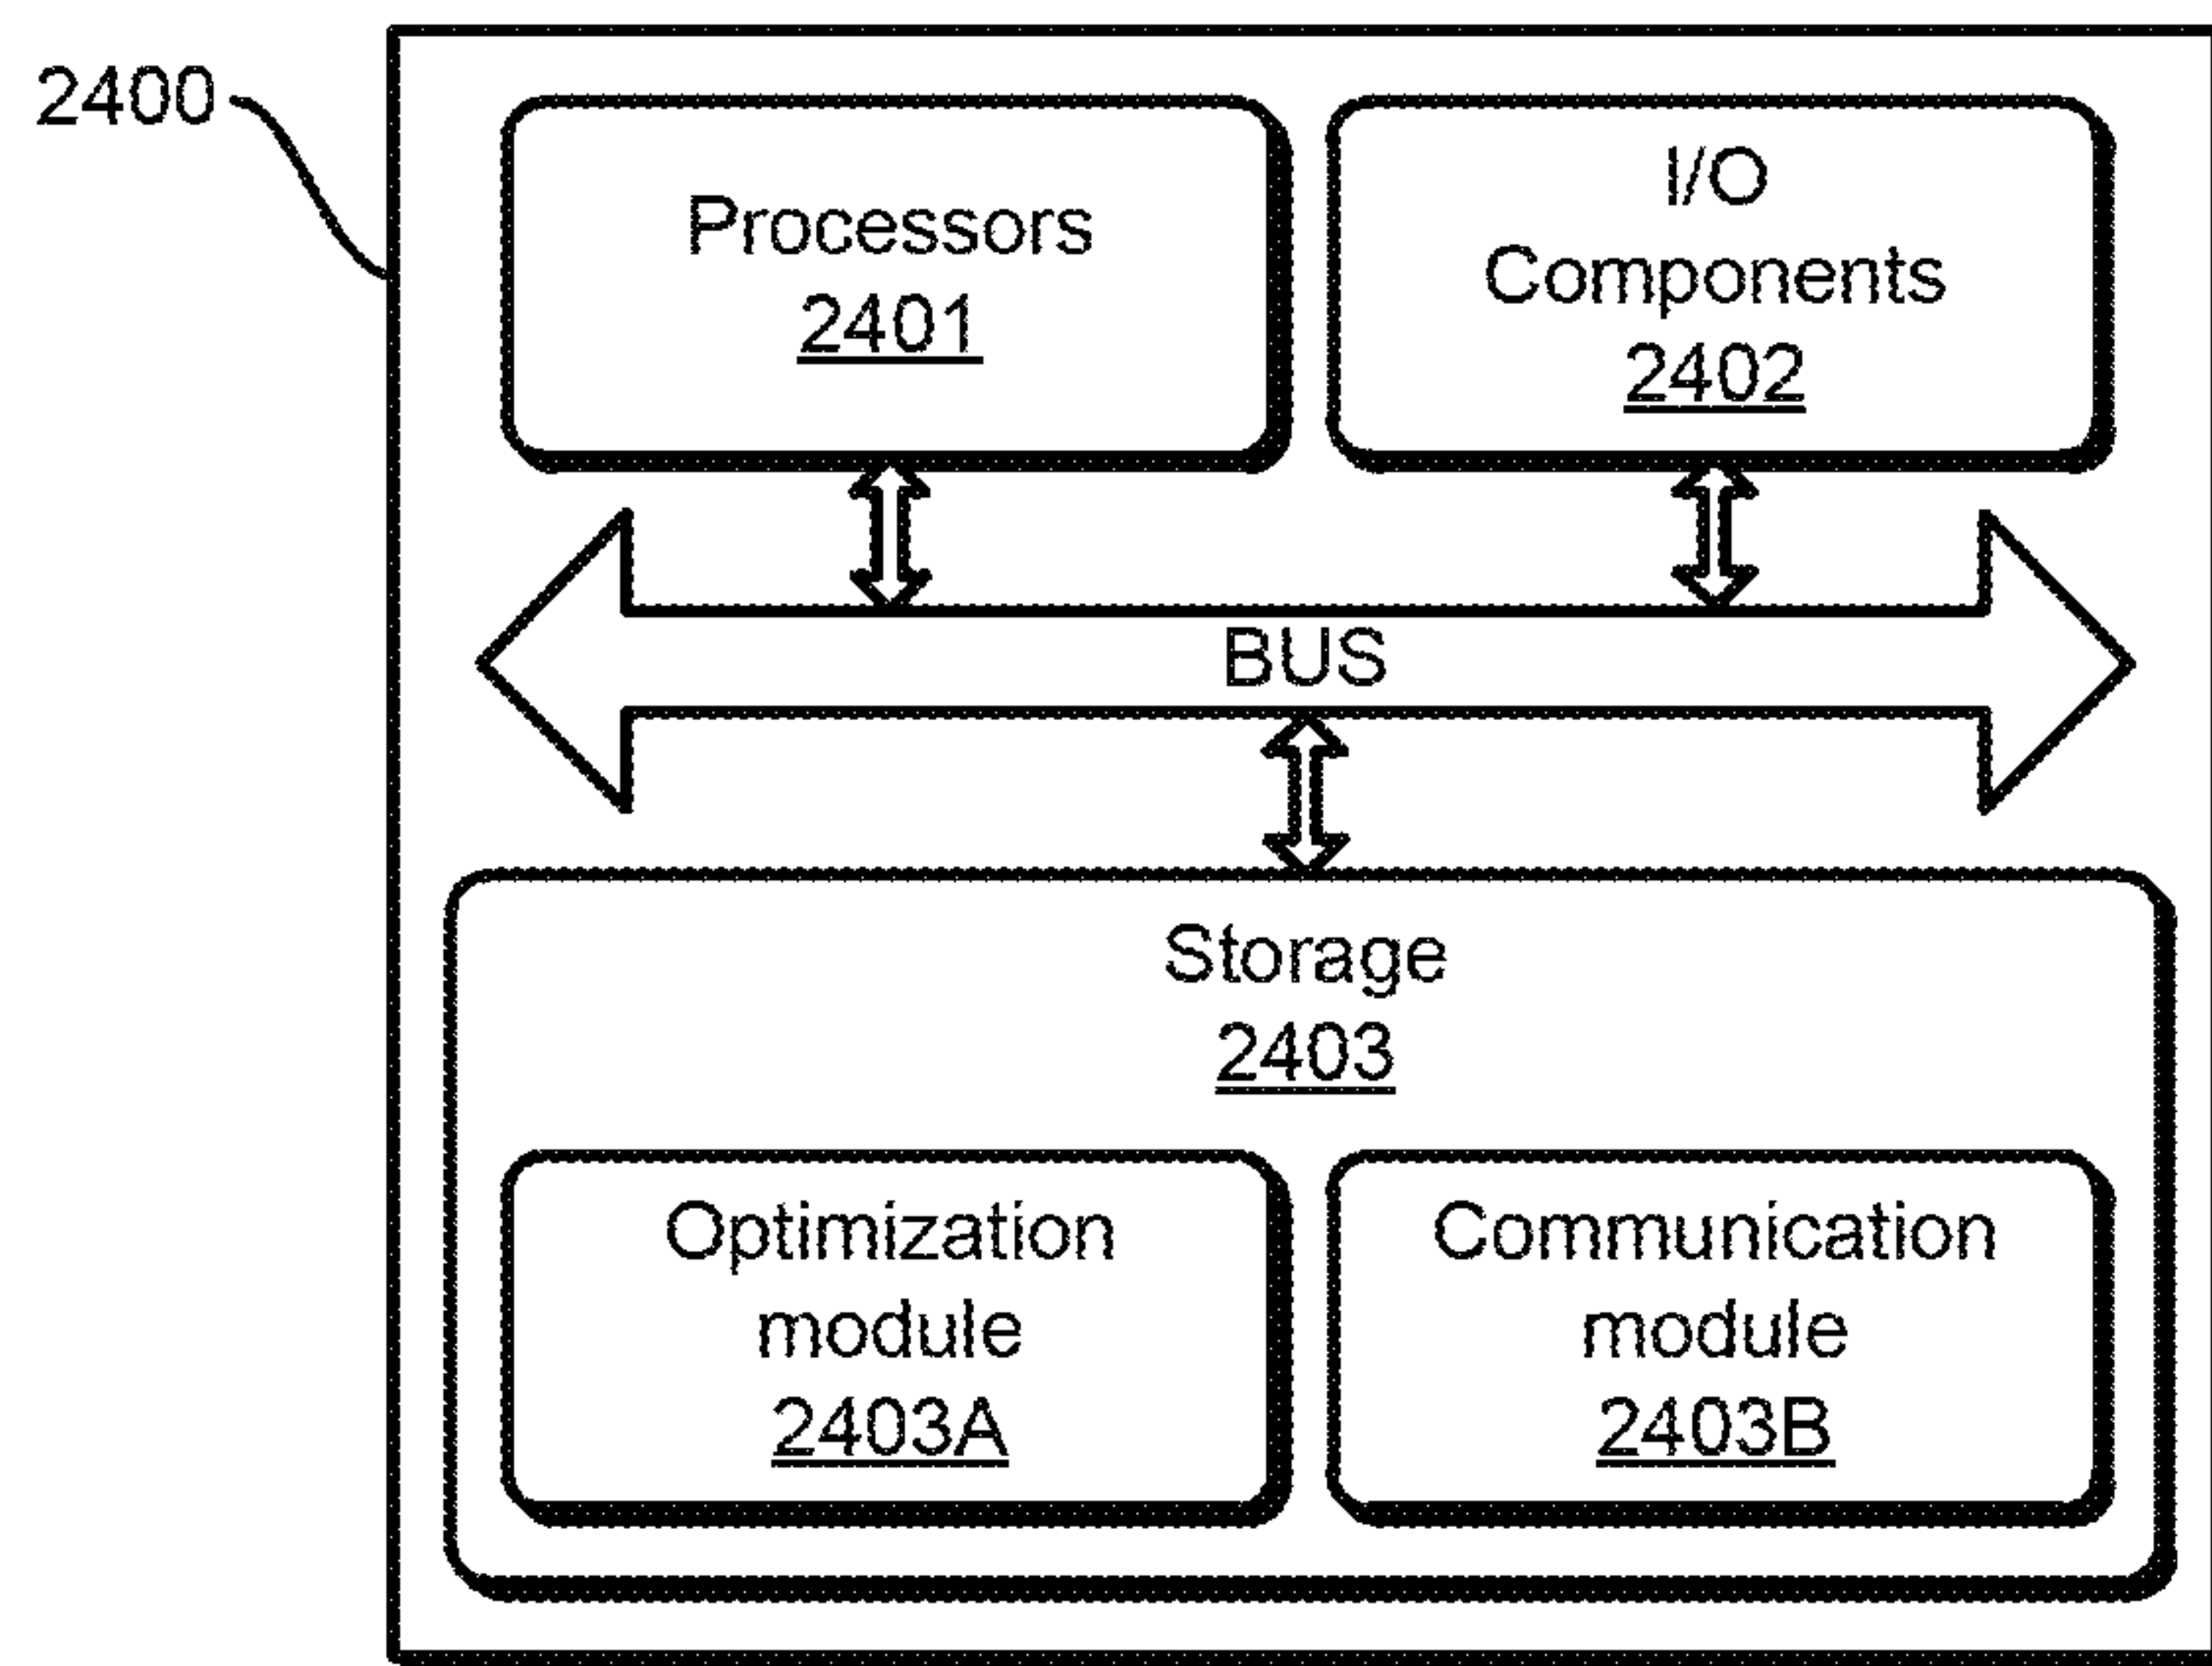 2400
Processors
2401
I/O
Components
2402
BUS
Storage
2403
Optimization
module
2403A
Communication
module
2403B